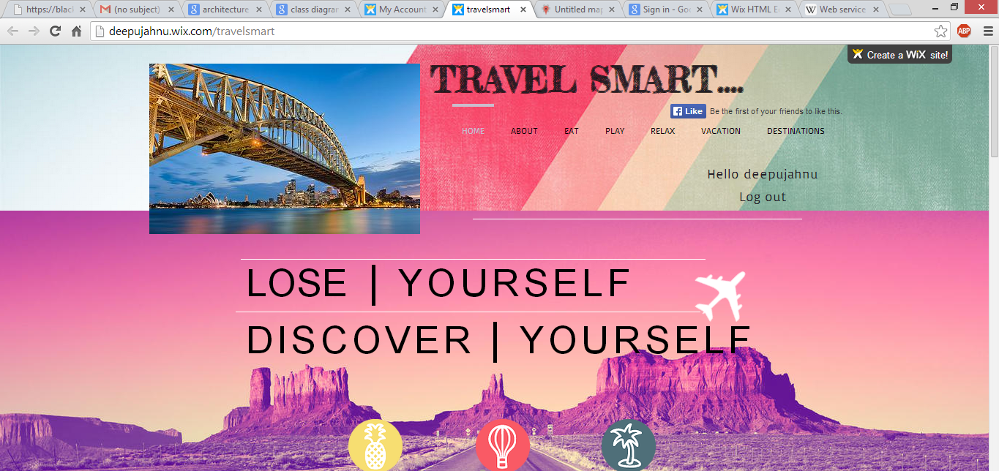 https://blac
(no subject)
architecture
class diagram
My Account
travelsmart
Untitled map
Sign in - Goo
Wix HTML E
Web service
deepujahnu.wix.com/travelsmart
ABP
Create a WiX site!
TRAVEL SMART....
Like Be the first of your friends to like this.
HOME ABOUT EAT PLAY RELAX VACATION DESTINATIONS
Hello deepujahnu
Log out
LOSE | YOURSELF
DISCOVER | YOURSELF